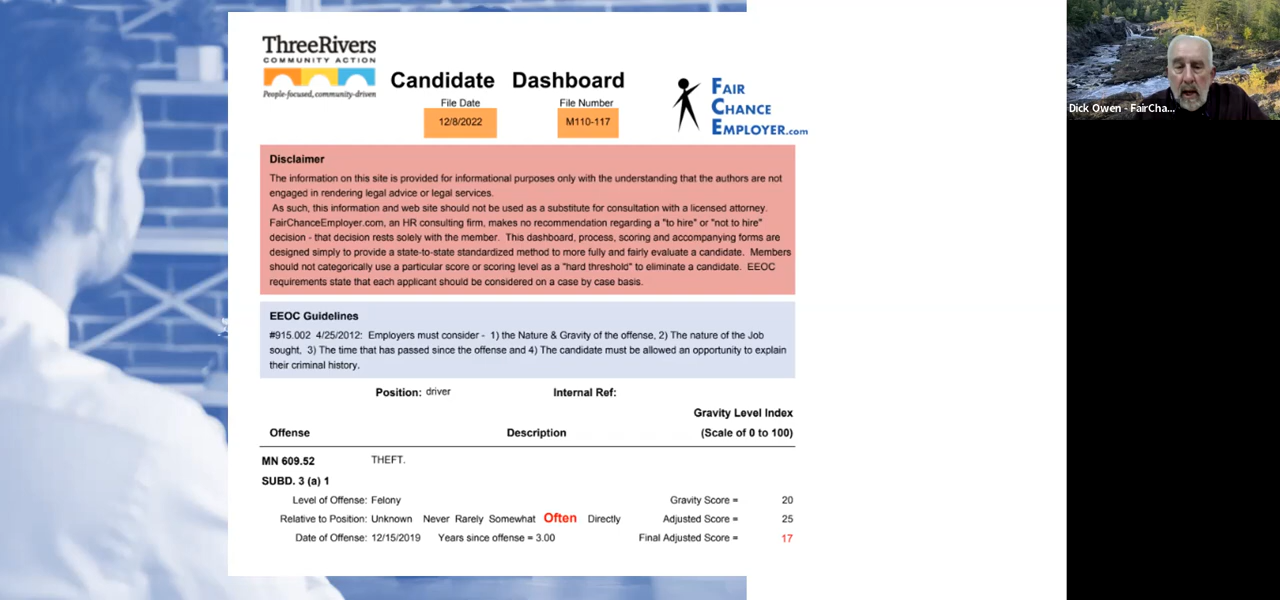 ThreeRivers
COMMUNITY ACTION
People-focused, community-driven
Candidate Dashboard
File Date
File Number
12/8/2022
M110-117
FAIR
CHANCE
EMPLOYER.com
Dick Owen - FairCha...
Disclaimer
The information on this site is provided for informational purposes only with the understanding that the authors are not
engaged in rendering legal advice or legal services.
As such, this information and web site should not be used as a substitute for consultation with a licensed attorney.
FairChanceEmployer.com, an HR consulting firm, makes no recommendation regarding a "to hire" or "not to hire"
decision - that decision rests solely with the member. This dashboard, process, scoring and accompanying forms are
designed simply to provide a state-to-state standardized method to more fully and fairly evaluate a candidate. Members
should not categorically use a particular score or scoring level as a "hard threshold" to eliminate a candidate. EEOC
requirements state that each applicant should be considered on a case by case basis.
EEOC Guidelines
#915.002 4/25/2012: Employers must consider - 1) the Nature & Gravity of the offense, 2) The nature of the Job
sought, 3) The time that has passed since the offense and 4) The candidate must be allowed an opportunity to explain
their criminal history.
Position: driver Internal Ref:
Gravity Level Index
Offense Description (Scale of 0 to 100)
MN 609.52 THEFT.
SUBD. 3 (a) 1
Level of Offense: Felony Gravity Score = 20
Relative to Position: Unknown Never Rarely Somewhat Often Directly Adjusted Score = 25
Date of Offense: 12/15/2019 Years since offense = 3.00 Final Adjusted Score = 17